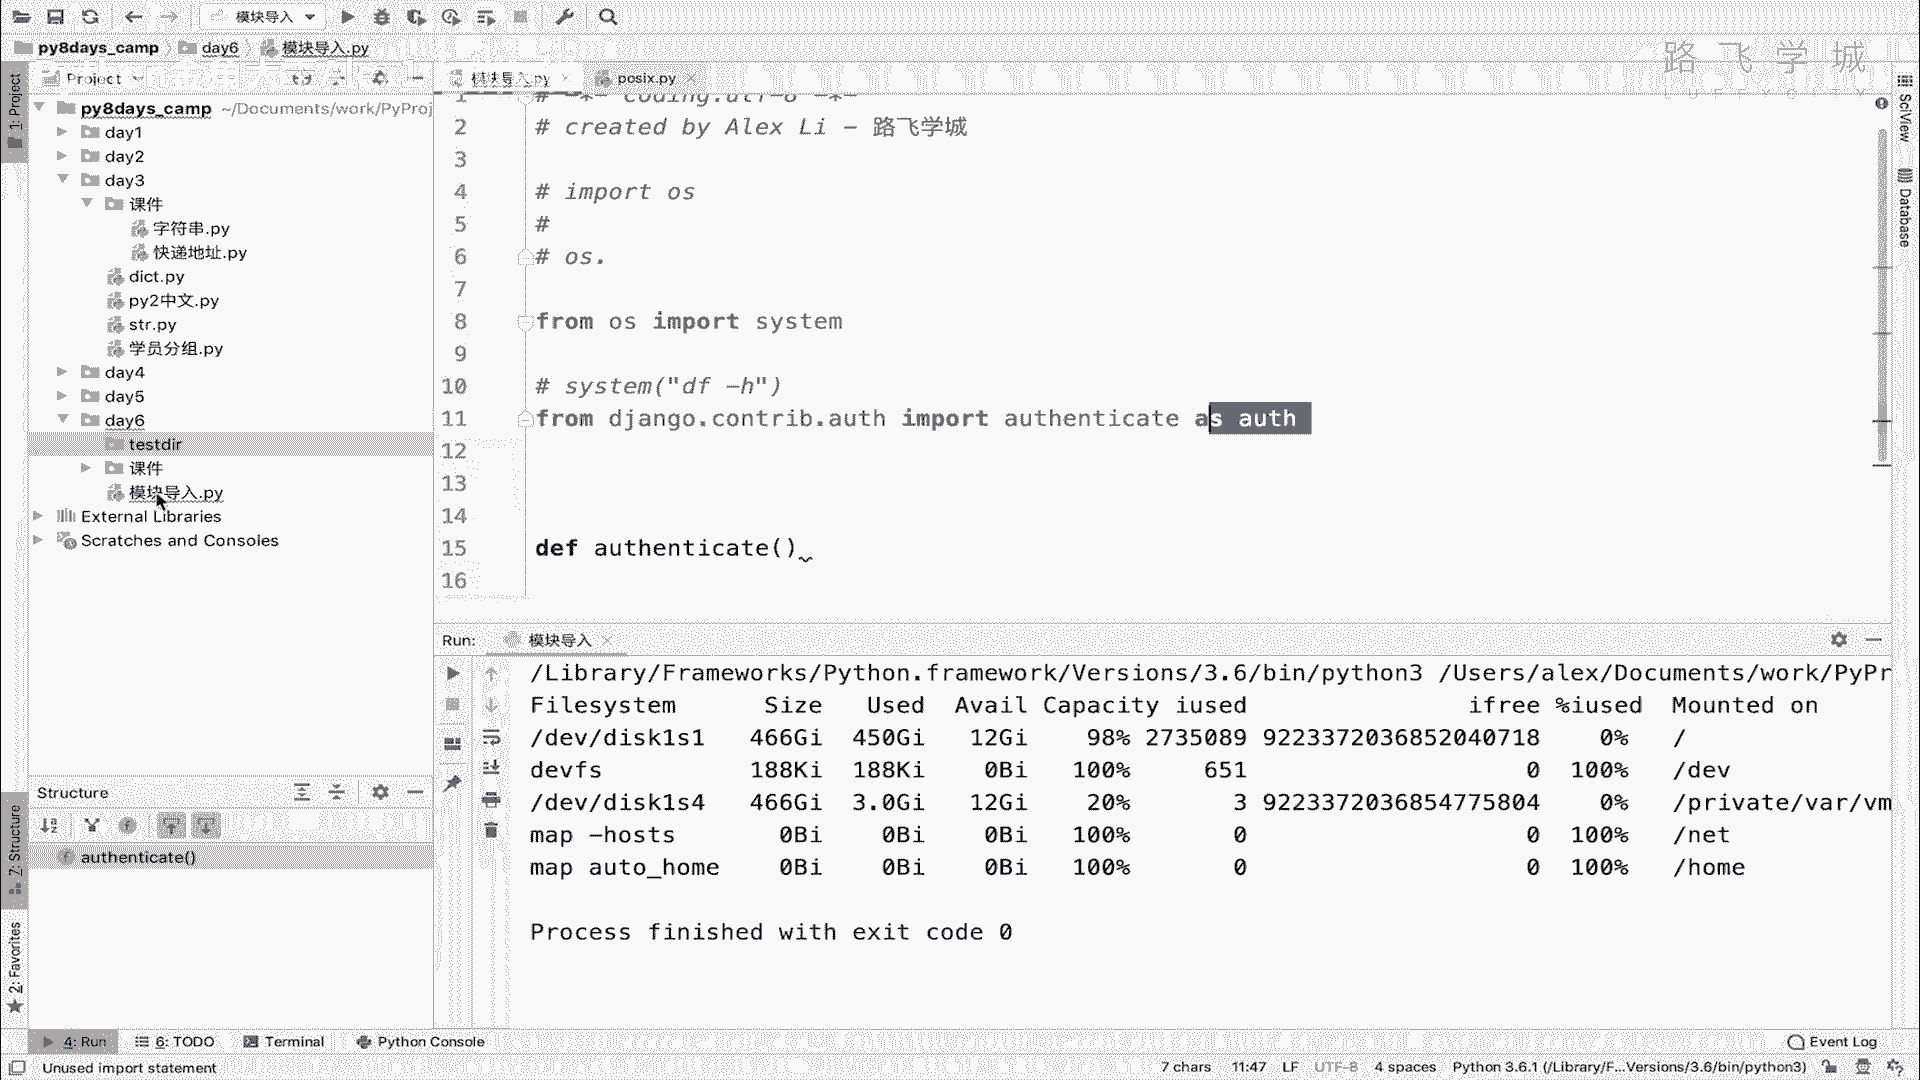 模块导入
py8days_camp day6 模块导入.py
路飞学城
1: Project
Project
模块导入.py posix.py
py8days_camp ~/Documents/work/PyProj
day1
day2
day3
课件
字符串.py
快递地址.py
dict.py
py2中文.py
str.py
学员分组.py
day4
day5
day6
testdir
课件
模块导入.py
External Libraries
Scratches and Consoles
1 # -*- coding:utf-8 -*-
2 # created by Alex Li - 路飞学城
3
4 # import os
5 #
6 # os.
7
8 from os import system
9
10 # system("df -h")
11 from django.contrib.auth import authenticate as auth
12
13
14
15 def authenticate()
16
SciView
Database
Structure
authenticate()
7: Structure
2: Favorites
Run: 模块导入
/Library/Frameworks/Python.framework/Versions/3.6/bin/python3 /Users/alex/Documents/work/PyPr
Filesystem Size Used Avail Capacity iused ifree %iused Mounted on
/dev/disk1s1 466Gi 450Gi 12Gi 98% 2735089 9223372036852040718 0% /
devfs 188Ki 188Ki 0Bi 100% 651 0 100% /dev
/dev/disk1s4 466Gi 3.0Gi 12Gi 20% 3 9223372036854775804 0% /private/var/vm
map -hosts 0Bi 0Bi 0Bi 100% 0 0 100% /net
map auto_home 0Bi 0Bi 0Bi 100% 0 0 100% /home
Process finished with exit code 0
4: Run 6: TODO Terminal Python Console Event Log
Unused import statement 7 chars 11:47 LF UTF-8 4 spaces Python 3.6.1 (/Library/F...Versions/3.6/bin/python3)